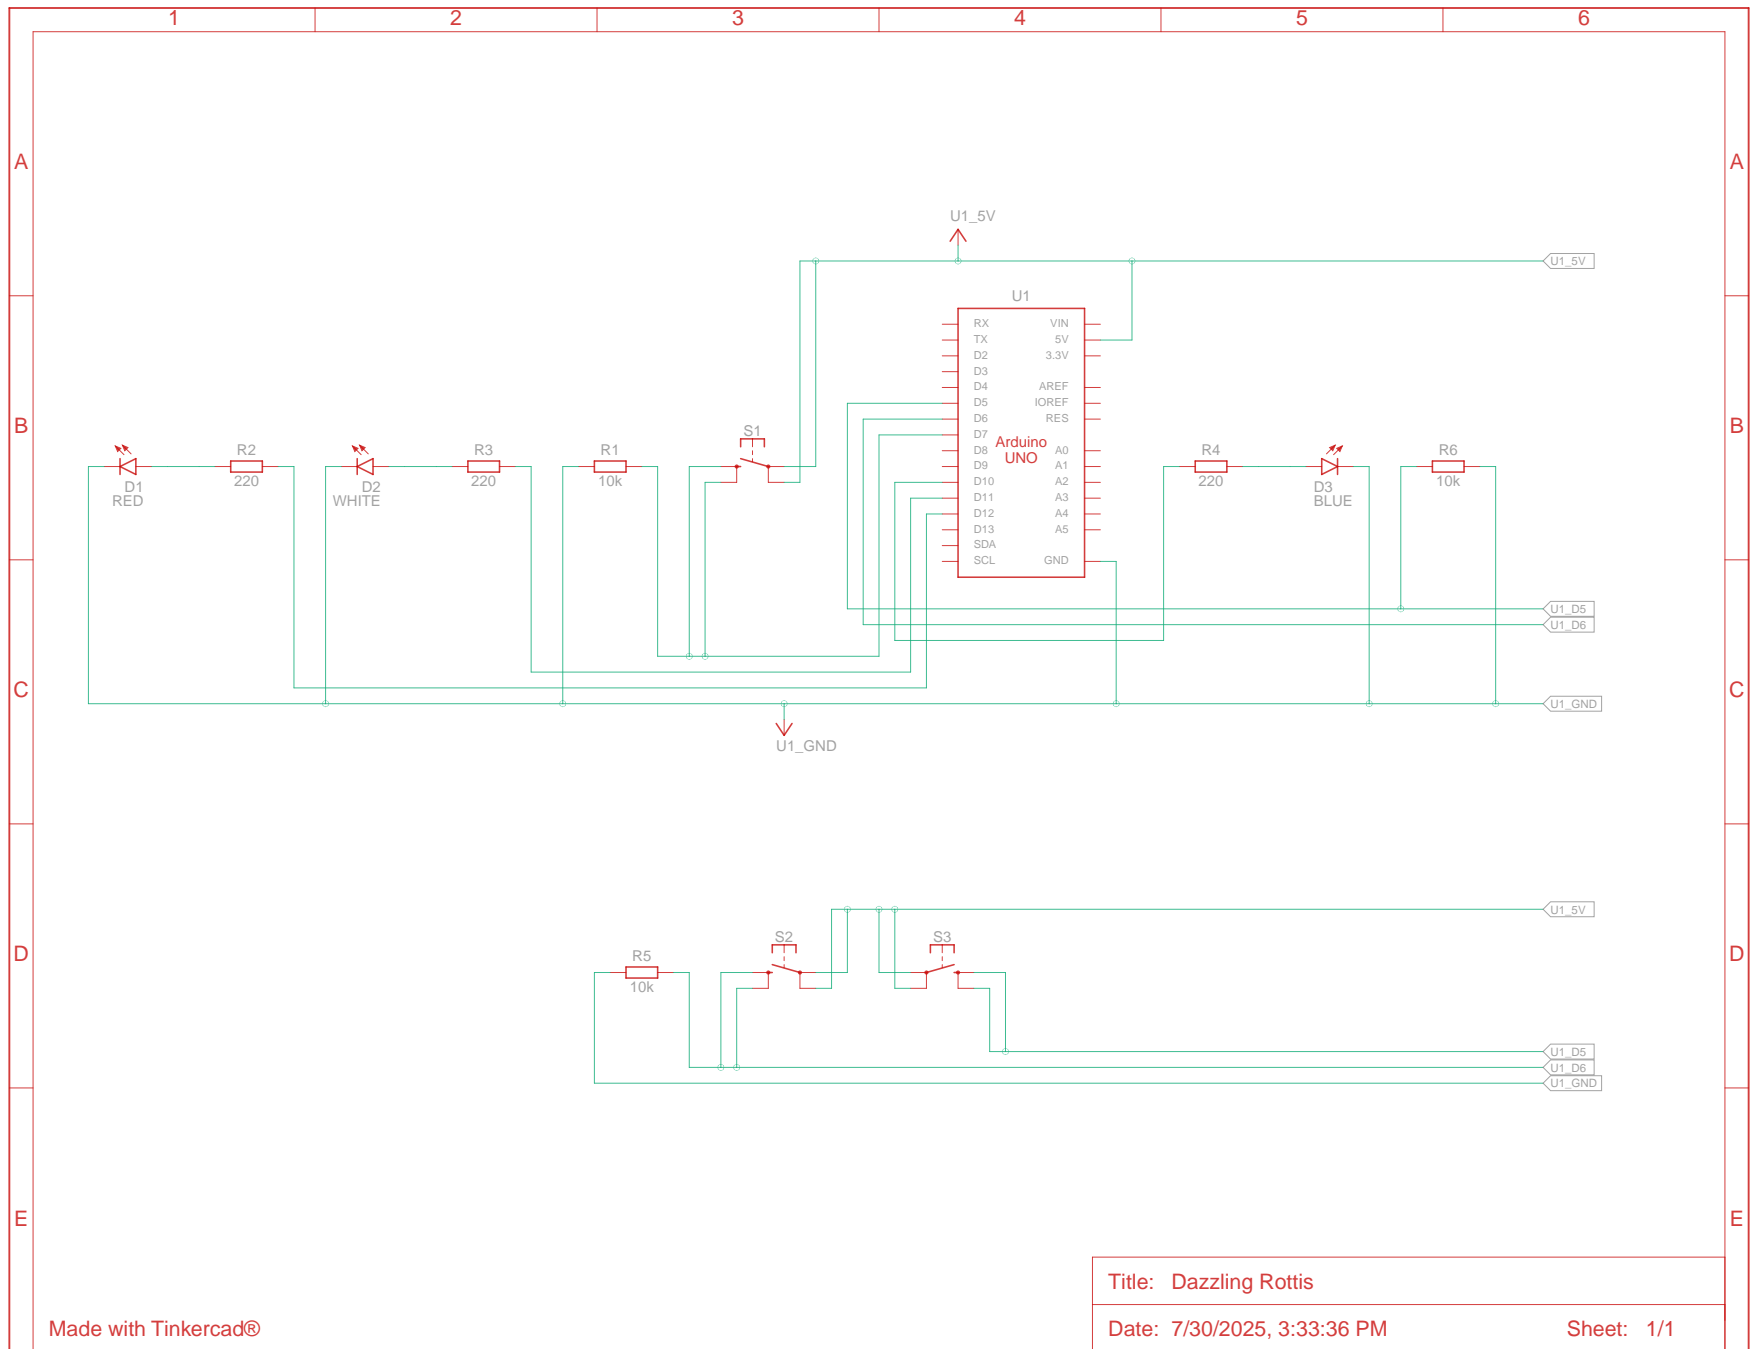 1 2 3 4 5 6
A A
U1_5V
U1_5V
U1
RX VIN
TX 5V
D2 3.3V
D3
D4 AREF
D5 IOREF
D6 RES
D7
Arduino
UNO
D8 A0
D9 A1
D10 A2
D11 A3
D12 A4
D13 A5
SDA
SCL GND
B B
S1
R2 R3 R1 R4 R6
220 220 10k 220 10k
D1 D2 D3
RED WHITE BLUE
U1_D5
U1_D6
C C
U1_GND
U1_GND
U1_5V
S2 S3
D D
R5
10k
U1_D5
U1_D6
U1_GND
E E
Title: Dazzling Rottis
Made with Tinkercad®
Date: 7/30/2025, 3:33:36 PM Sheet: 1/1